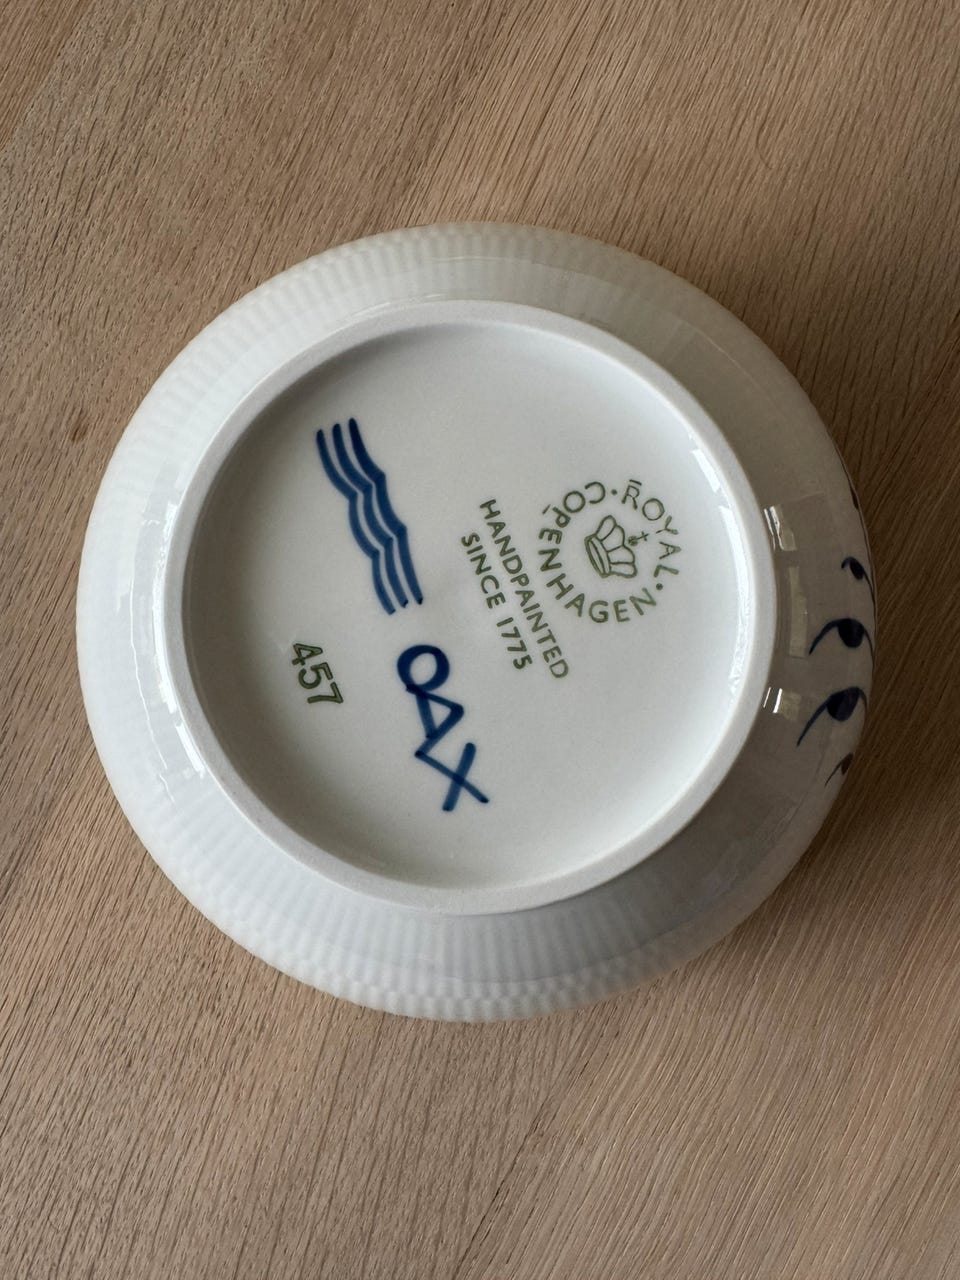 ROYAL · COPENHAGEN ·
HANDPAINTED
SINCE 1775
457